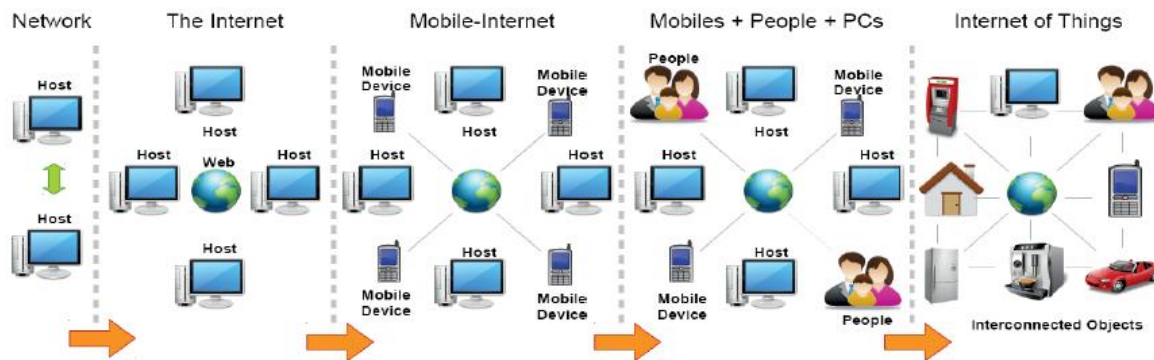 Network
Host
Host
The Internet
Host
Host
Web
Host
Host
Mobile-Internet
Mobile
Device
Host
Mobile
Device
Host
Host
Mobile
Device
Host
Mobile
Device
Mobiles + People + PCs
People
Host
Mobile
Device
Host
Host
Mobile
Device
Host
People
Internet of Things
Interconnected Objects